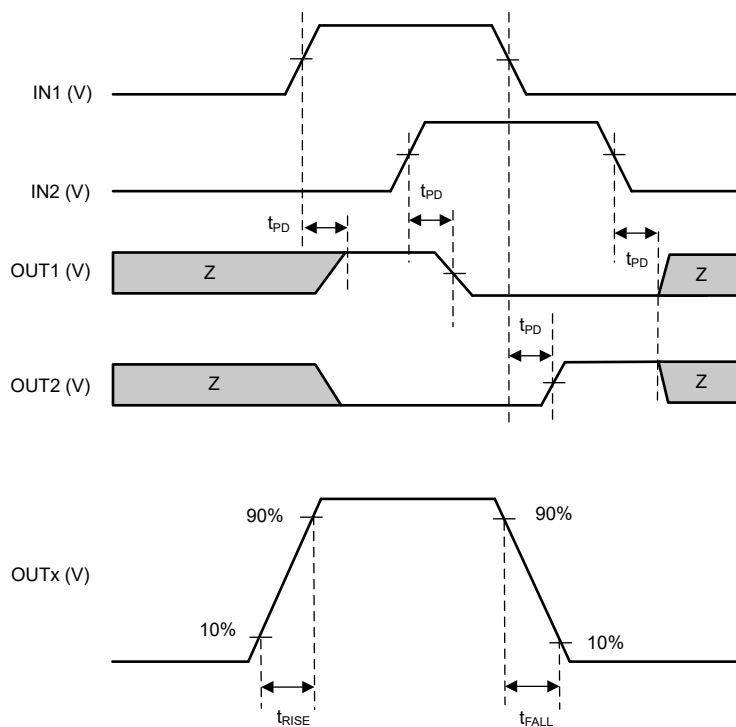 IN1 (V)
IN2 (V)
tPD
tPD
OUT1 (V)
Z
tPD
Z
tPD
OUT2 (V)
Z
Z
90%
90%
OUTx (V)
10%
10%
tRISE
tFALL